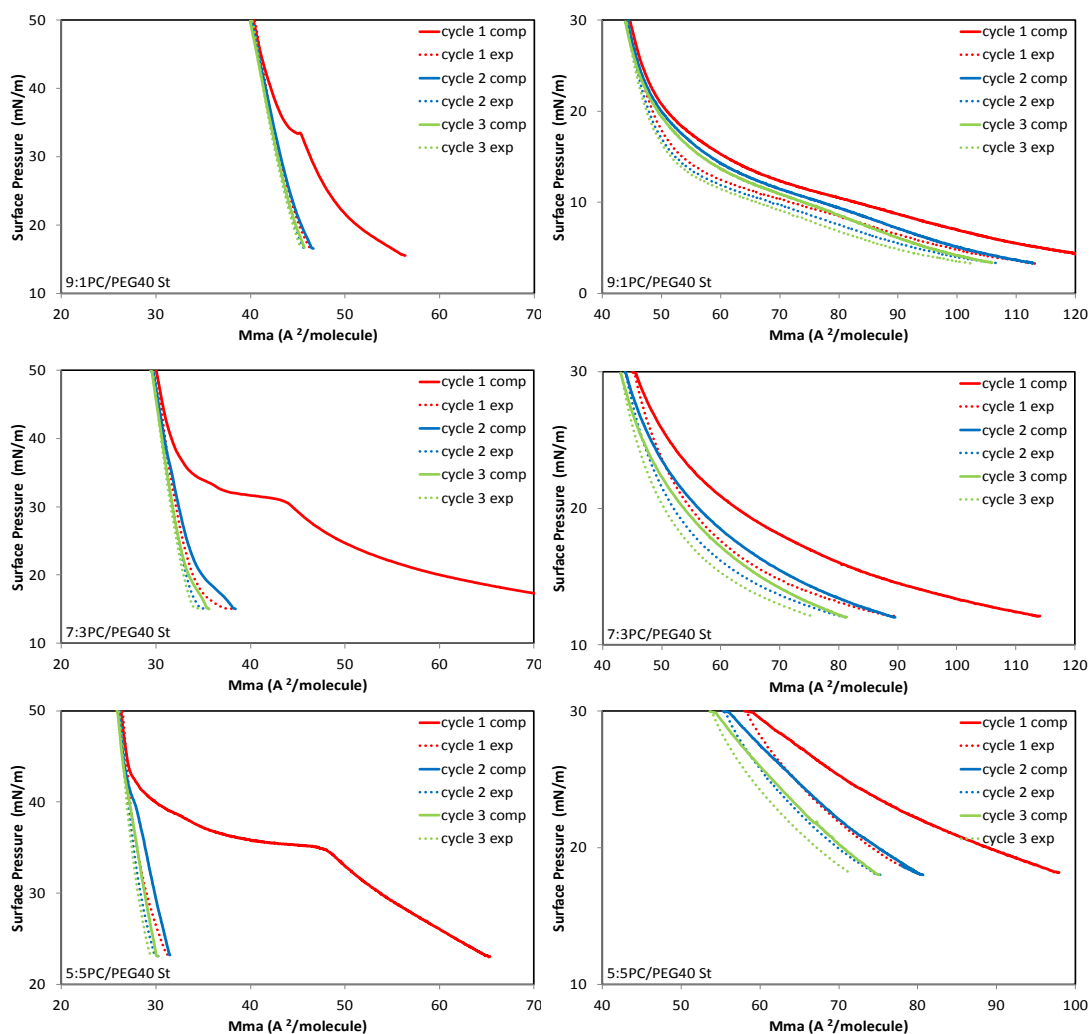 50
40
30
20
10
Surface Pressure (mN/m)
cycle 1 comp
cycle 1 exp
cycle 2 comp
cycle 2 exp
cycle 3 comp
cycle 3 exp
9:1PC/PEG40 St
20 30 40 50 60 70
Mma (A ²/molecule)
30
20
10
0
Surface Pressure (mN/m)
cycle 1 comp
cycle 1 exp
cycle 2 comp
cycle 2 exp
cycle 3 comp
cycle 3 exp
9:1PC/PEG40 St
40 50 60 70 80 90 100 110 120
Mma (A ²/molecule)
50
40
30
20
10
Surface Pressure (mN/m)
cycle 1 comp
cycle 1 exp
cycle 2 comp
cycle 2 exp
cycle 3 comp
cycle 3 exp
7:3PC/PEG40 St
20 30 40 50 60 70
Mma (A ²/molecule)
30
20
10
Surface Pressure (mN/m)
cycle 1 comp
cycle 1 exp
cycle 2 comp
cycle 2 exp
cycle 3 comp
cycle 3 exp
7:3PC/PEG40 St
40 50 60 70 80 90 100 110 120
Mma (A ²/molecule)
50
40
30
20
Surface Pressure (mN/m)
cycle 1 comp
cycle 1 exp
cycle 2 comp
cycle 2 exp
cycle 3 comp
cycle 3 exp
5:5PC/PEG40 St
20 30 40 50 60 70
Mma (A ²/molecule)
30
20
10
Surface Pressure (mN/m)
cycle 1 comp
cycle 1 exp
cycle 2 comp
cycle 2 exp
cycle 3 comp
cycle 3 exp
5:5PC/PEG40 St
40 50 60 70 80 90 100
Mma (A ²/molecule)